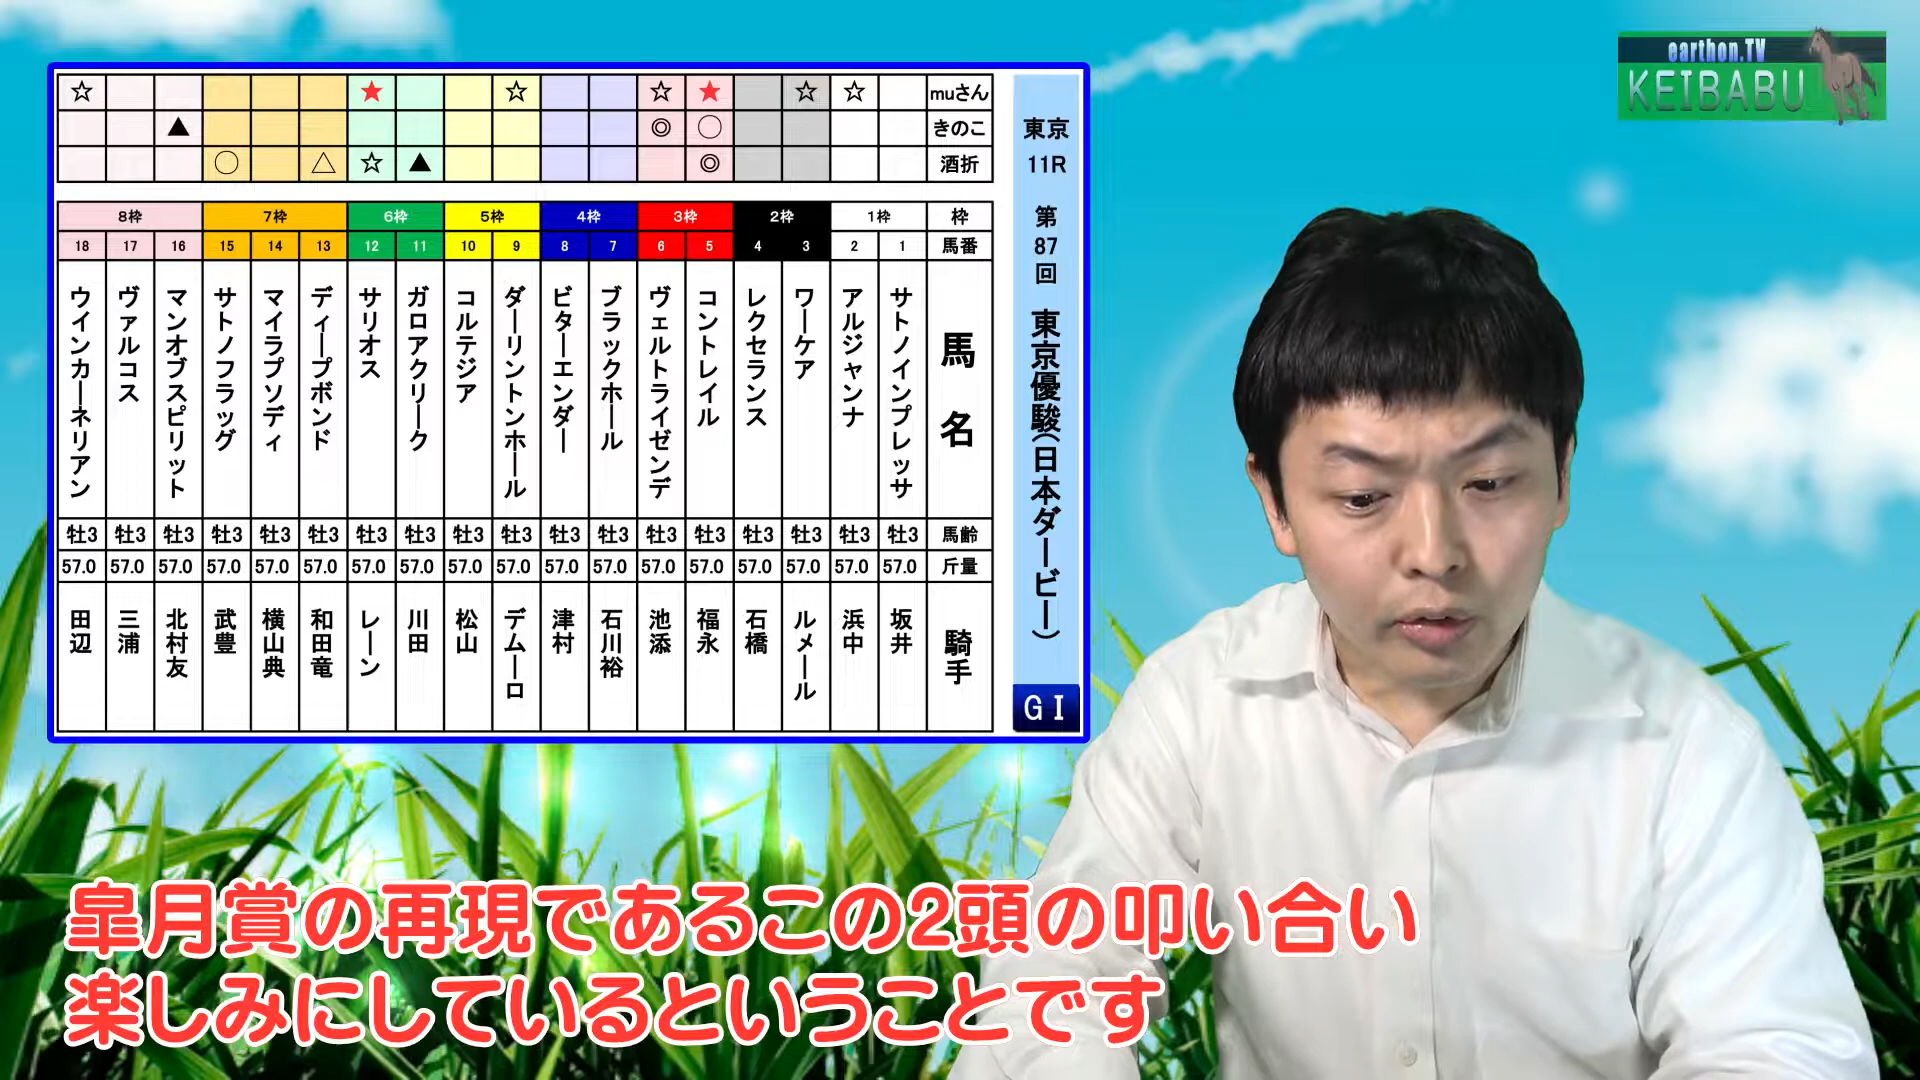 earthon.TV
KEIBABU
☆ ★ ☆ ☆ ★ ☆ ☆ muさん
▲ ◎ ○ きのこ
○ △ ☆ ▲ ◎ 酒折
8枠 7枠 6枠 5枠 4枠 3枠 2枠 1枠 枠
18 17 16 15 14 13 12 11 10 9 8 7 6 5 4 3 2 1 馬番
馬名
サトノインプレッサ
アルジャンナ
ワーケア
レクセランス
コントレイル
ヴェルトライゼンデ
ブラックホール
ビターエンダー
ダーリントンホール
コルテジア
ガロアクリーク
サリオス
ディープボンド
マイラプソディ
サトノフラッグ
マンオブスピリット
ヴァルコス
ウインカーネリアン
牡3 牡3 牡3 牡3 牡3 牡3 牡3 牡3 牡3 牡3 牡3 牡3 牡3 牡3 牡3 牡3 牡3 牡3 馬齢
57.0 57.0 57.0 57.0 57.0 57.0 57.0 57.0 57.0 57.0 57.0 57.0 57.0 57.0 57.0 57.0 57.0 57.0 斤量
騎手
坂井
浜中
ルメール
石橋
福永
池添
石川裕
津村
デムーロ
松山
川田
レーン
和田竜
横山典
武豊
北村友
三浦
田辺
東京
11R
第87回 東京優駿(日本ダービー)
GⅠ
皐月賞の再現であるこの2頭の叩い合い
楽しみにしているということです